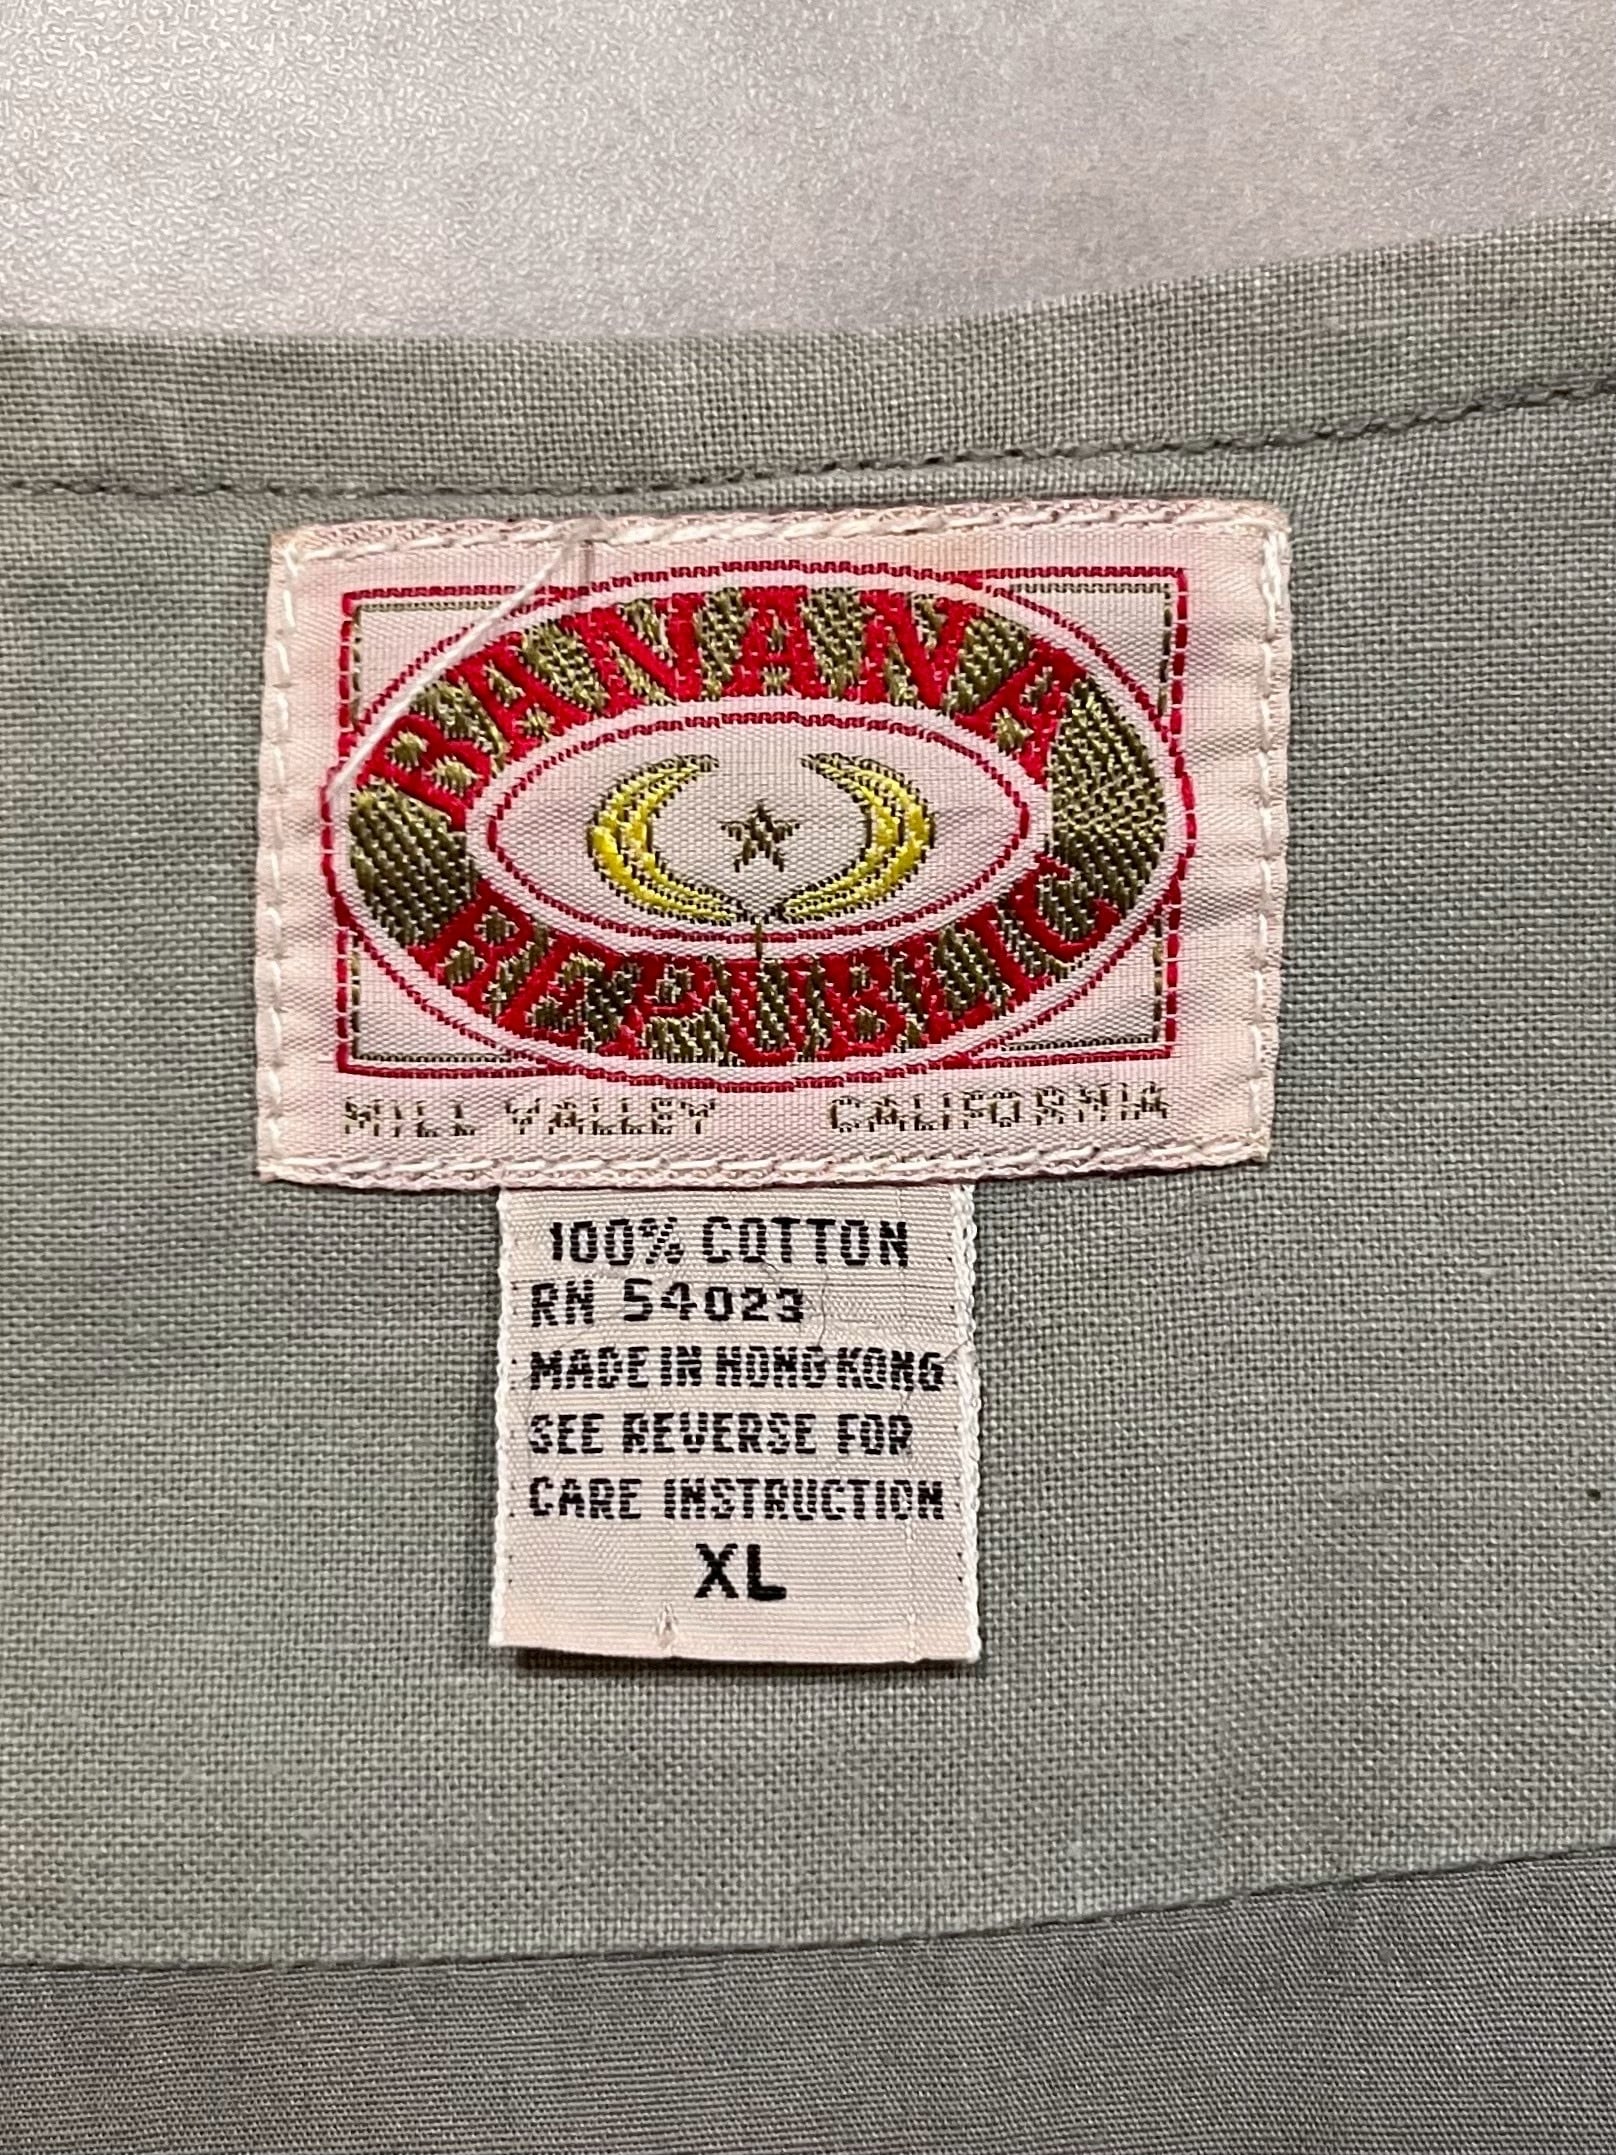 BANANA
REPUBLIC
MILL VALLEY CALIFORNIA
100% COTTON
RN 54023
MADE IN HONG KONG
SEE REVERSE FOR
CARE INSTRUCTION
XL